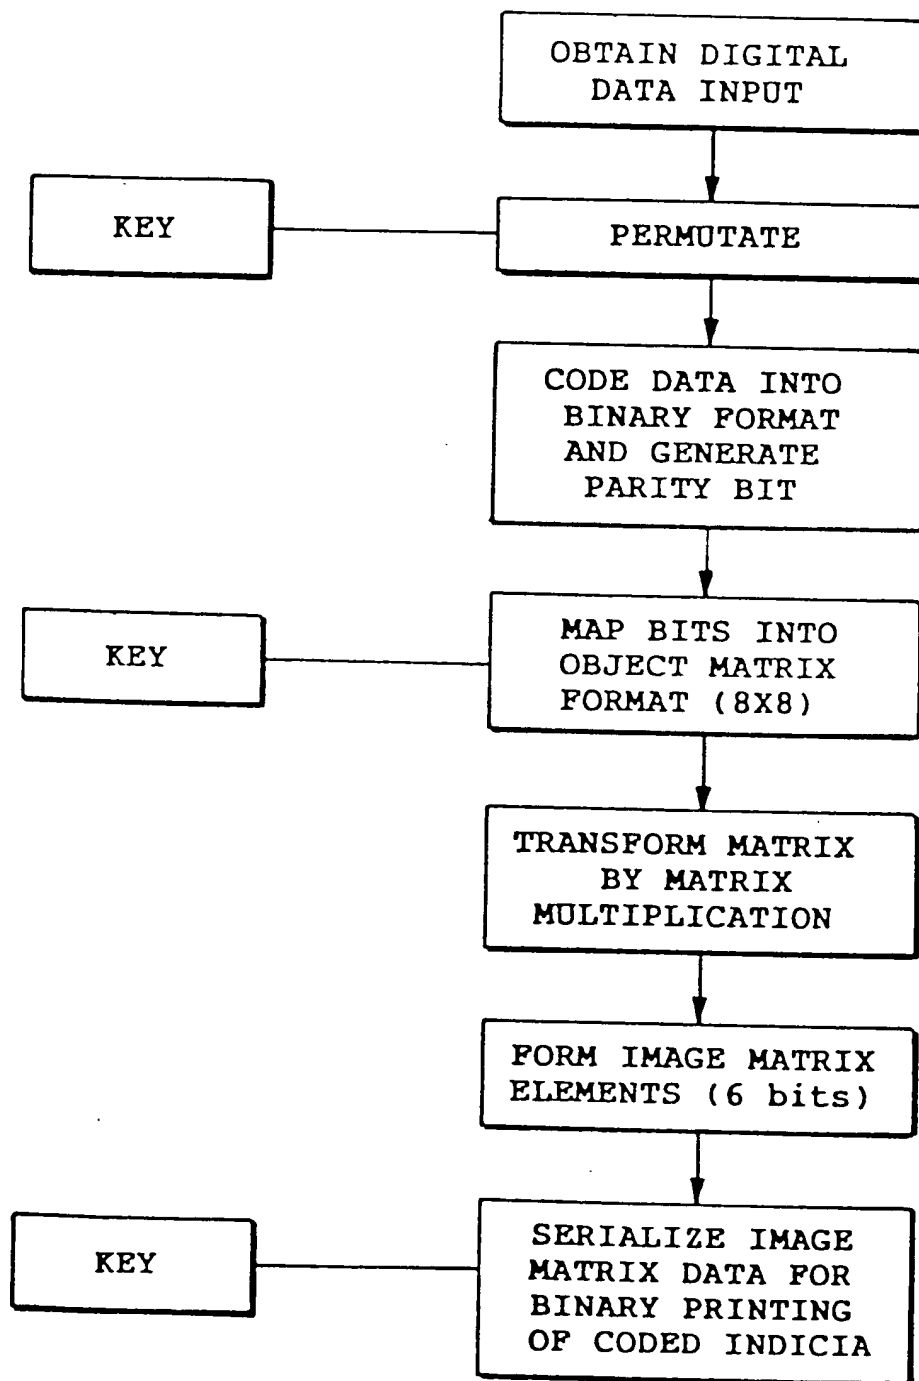 OBTAIN DIGITAL
DATA INPUT
KEY
PERMUTATE
CODE DATA INTO
BINARY FORMAT
AND GENERATE
PARITY BIT
KEY
MAP BITS INTO
OBJECT MATRIX
FORMAT (8X8)
TRANSFORM MATRIX
BY MATRIX
MULTIPLICATION
FORM IMAGE MATRIX
ELEMENTS (6 bits)
KEY
SERIALIZE IMAGE
MATRIX DATA FOR
BINARY PRINTING
OF CODED INDICIA